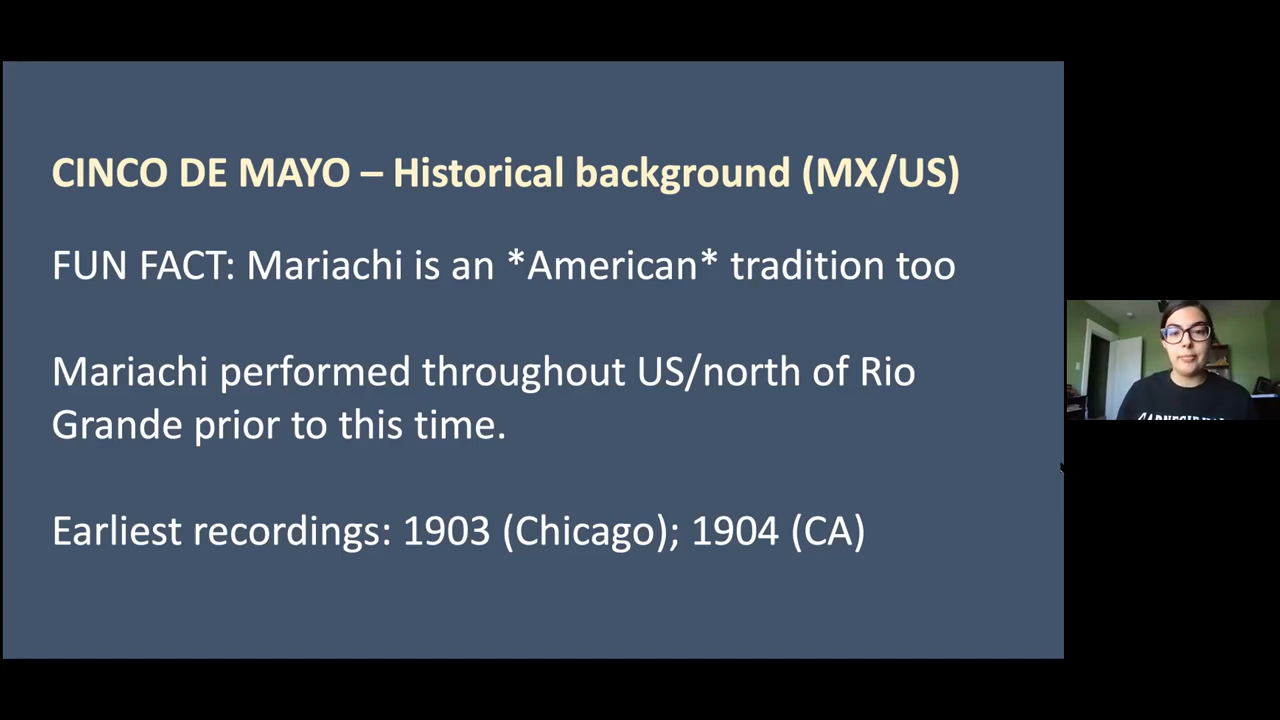 CINCO DE MAYO – Historical background (MX/US)
FUN FACT: Mariachi is an *American* tradition too
Mariachi performed throughout US/north of Rio
Grande prior to this time.
Earliest recordings: 1903 (Chicago); 1904 (CA)